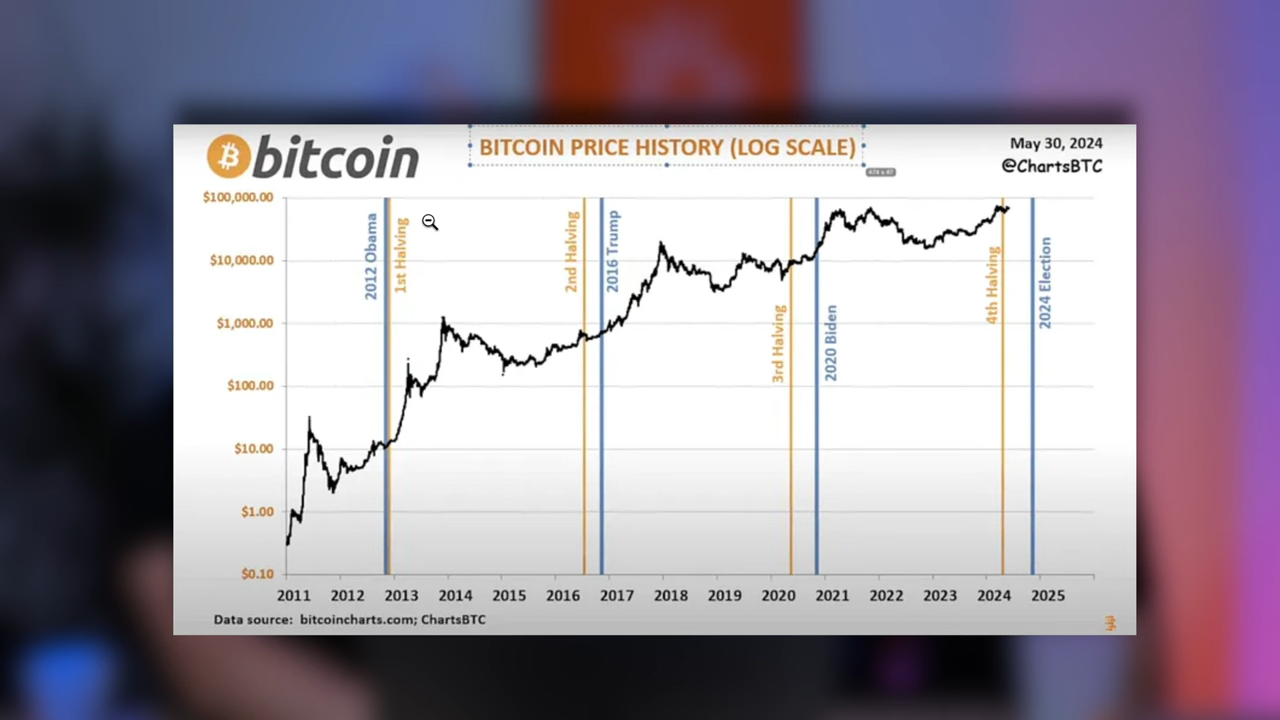 bitcoin
BITCOIN PRICE HISTORY (LOG SCALE)
May 30, 2024
@ChartsBTC
$100,000.00
$10,000.00
$1,000.00
$100.00
$10.00
$1.00
$0.10
2012 Obama
1st Halving
2nd Halving
2016 Trump
3rd Halving
2020 Biden
4th Halving
2024 Election
2011 2012 2013 2014 2015 2016 2017 2018 2019 2020 2021 2022 2023 2024 2025
Data source: bitcoincharts.com; ChartsBTC